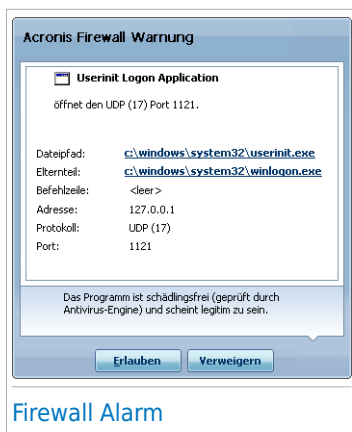 Acronis Firewall Warnung
Userinit Logon Application
öffnet den UDP (17) Port 1121.
Dateipfad: c:\windows\system32\userinit.exe
Elternteil: c:\windows\system32\winlogon.exe
Befehlzeile: <leer>
Adresse: 127.0.0.1
Protokoll: UDP (17)
Port: 1121
Das Programm ist schädlingsfrei (geprüft durch
Antivirus-Engine) und scheint legitim zu sein.
Erlauben Verweigern
Firewall Alarm